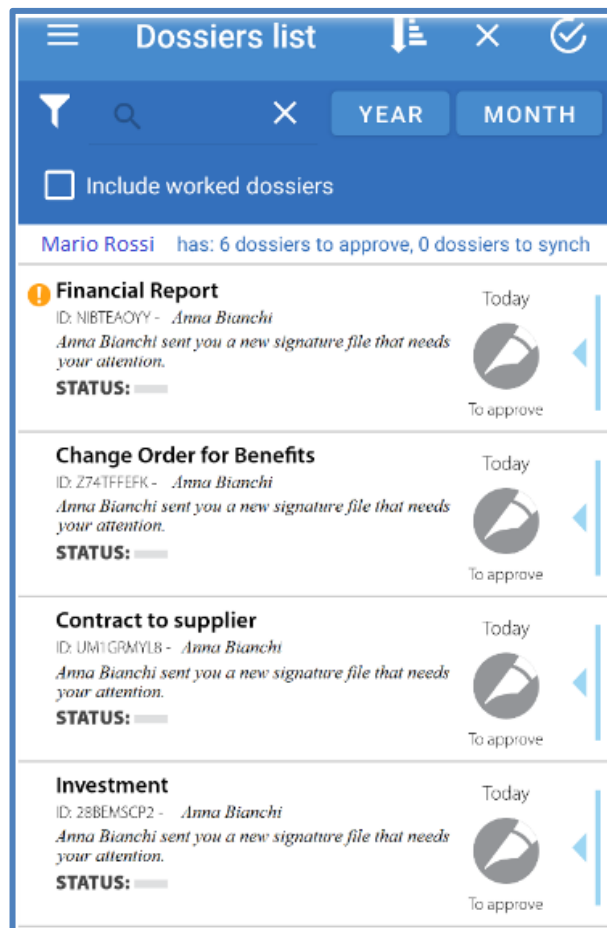 Dossiers list
YEAR MONTH
Include worked dossiers
Mario Rossi has: 6 dossiers to approve, 0 dossiers to synch
Financial Report
Today
ID: NIBTEAOYY - Anna Bianchi
Anna Bianchi sent you a new signature file that needs
your attention.
STATUS:
To approve
Change Order for Benefits
Today
ID: Z74TFFEFK - Anna Bianchi
Anna Bianchi sent you a new signature file that needs
your attention.
STATUS:
To approve
Contract to supplier
Today
ID: UM1GRMYL8 - Anna Bianchi
Anna Bianchi sent you a new signature file that needs
your attention.
STATUS:
To approve
Investment
Today
ID: 28BEMSCP2 - Anna Bianchi
Anna Bianchi sent you a new signature file that needs
your attention.
STATUS:
To approve